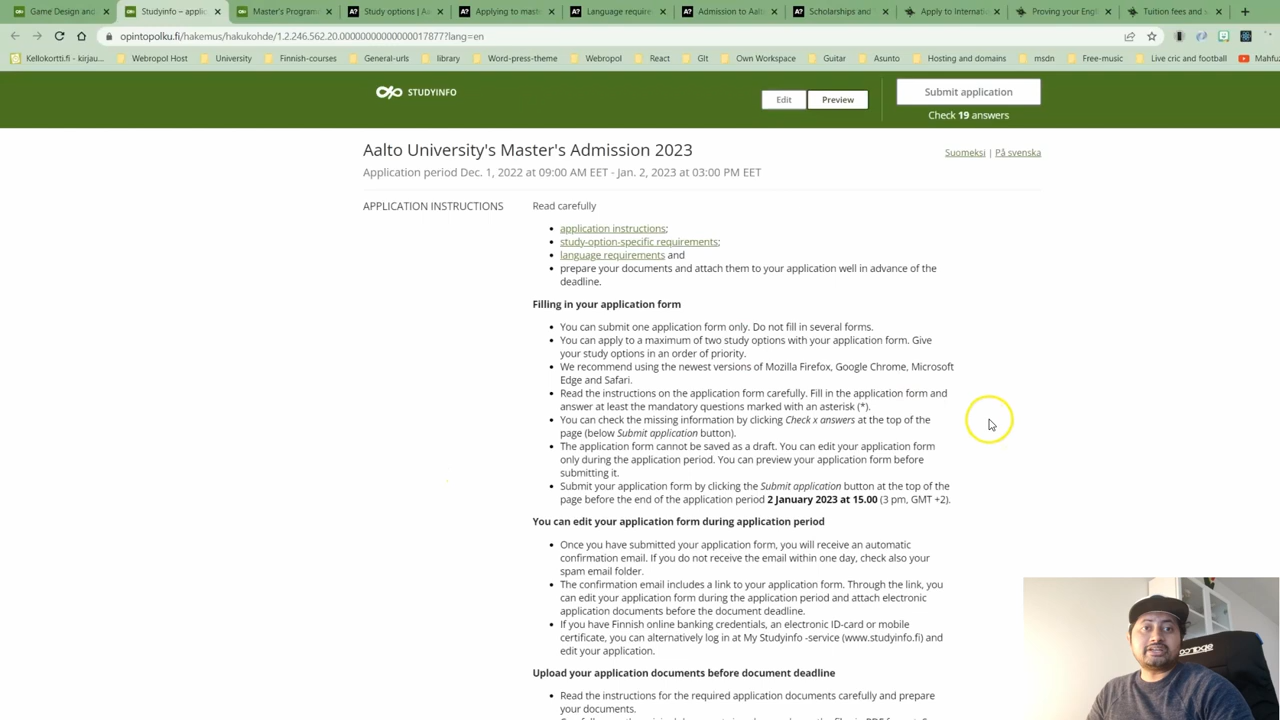 Game Design and
Studyinfo – applic
Master's Program
Study options | Aa
Applying to maste
Language require
Admission to Aalt
Scholarships and T
Apply to Internati
Proving your Engl
Tuition fees and s
opintopolku.fi/hakemus/hakukohde/1.2.246.562.20.00000000000000017877?lang=en
Kellokortti.fi - kirjau...
Webropol House
University
Finnish-courses
General-urls
library
Word-press-theme
Webropol
React
GIt
Own Workspace
Guitar
Asunto
Hosting and domains
msdn
Free-music
Live cric and football
Mahfuz
STUDYINFO
Edit
Preview
Submit application
Check 19 answers
Aalto University's Master's Admission 2023
Suomeksi | På svenska
Application period Dec. 1, 2022 at 09:00 AM EET - Jan. 2, 2023 at 03:00 PM EET
APPLICATION INSTRUCTIONS
Read carefully
application instructions;
study-option-specific requirements;
language requirements and
prepare your documents and attach them to your application well in advance of the
deadline.
Filling in your application form
You can submit one application form only. Do not fill in several forms.
You can apply to a maximum of two study options with your application form. Give
your study options in an order of priority.
We recommend using the newest versions of Mozilla Firefox, Google Chrome, Microsoft
Edge and Safari.
Read the instructions on the application form carefully. Fill in the application form and
answer at least the mandatory questions marked with an asterisk (*).
You can check the missing information by clicking Check x answers at the top of the
page (below Submit application button).
The application form cannot be saved as a draft. You can edit your application form
only during the application period. You can preview your application form before
submitting it.
Submit your application form by clicking the Submit application button at the top of the
page before the end of the application period 2 January 2023 at 15.00 (3 pm, GMT +2).
You can edit your application form during application period
Once you have submitted your application form, you will receive an automatic
confirmation email. If you do not receive the email within one day, check also your
spam email folder.
The confirmation email includes a link to your application form. Through the link, you
can edit your application form during the application period and attach electronic
application documents before the document deadline.
If you have Finnish online banking credentials, an electronic ID-card or mobile
certificate, you can alternatively log in at My Studyinfo -service (www.studyinfo.fi) and
edit your application.
Upload your application documents before document deadline
Read the instructions for the required application documents carefully and prepare
your documents.